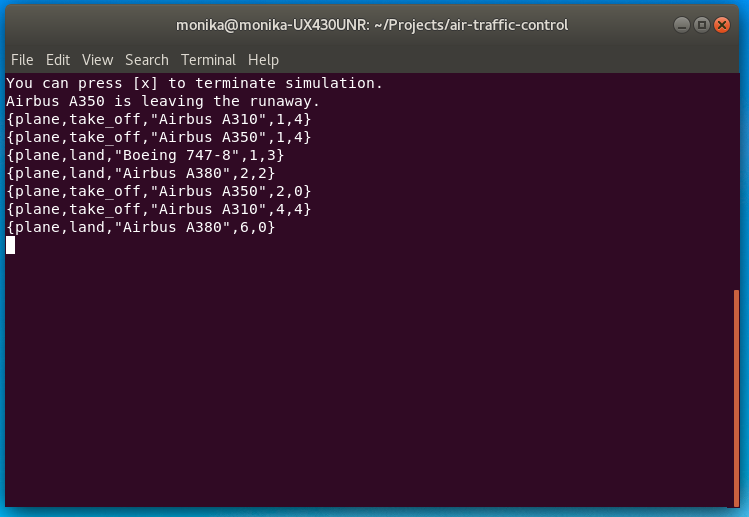 monika@monika-UX430UNR: ~/Projects/air-traffic-control
File Edit View Search Terminal Help
You can press [x] to terminate simulation.
Airbus A350 is leaving the runaway.
{plane,take_off,"Airbus A310",1,4}
{plane,take_off,"Airbus A350",1,4}
{plane,land,"Boeing 747-8",1,3}
{plane,land,"Airbus A380",2,2}
{plane,take_off,"Airbus A350",2,0}
{plane,take_off,"Airbus A310",4,4}
{plane,land,"Airbus A380",6,0}